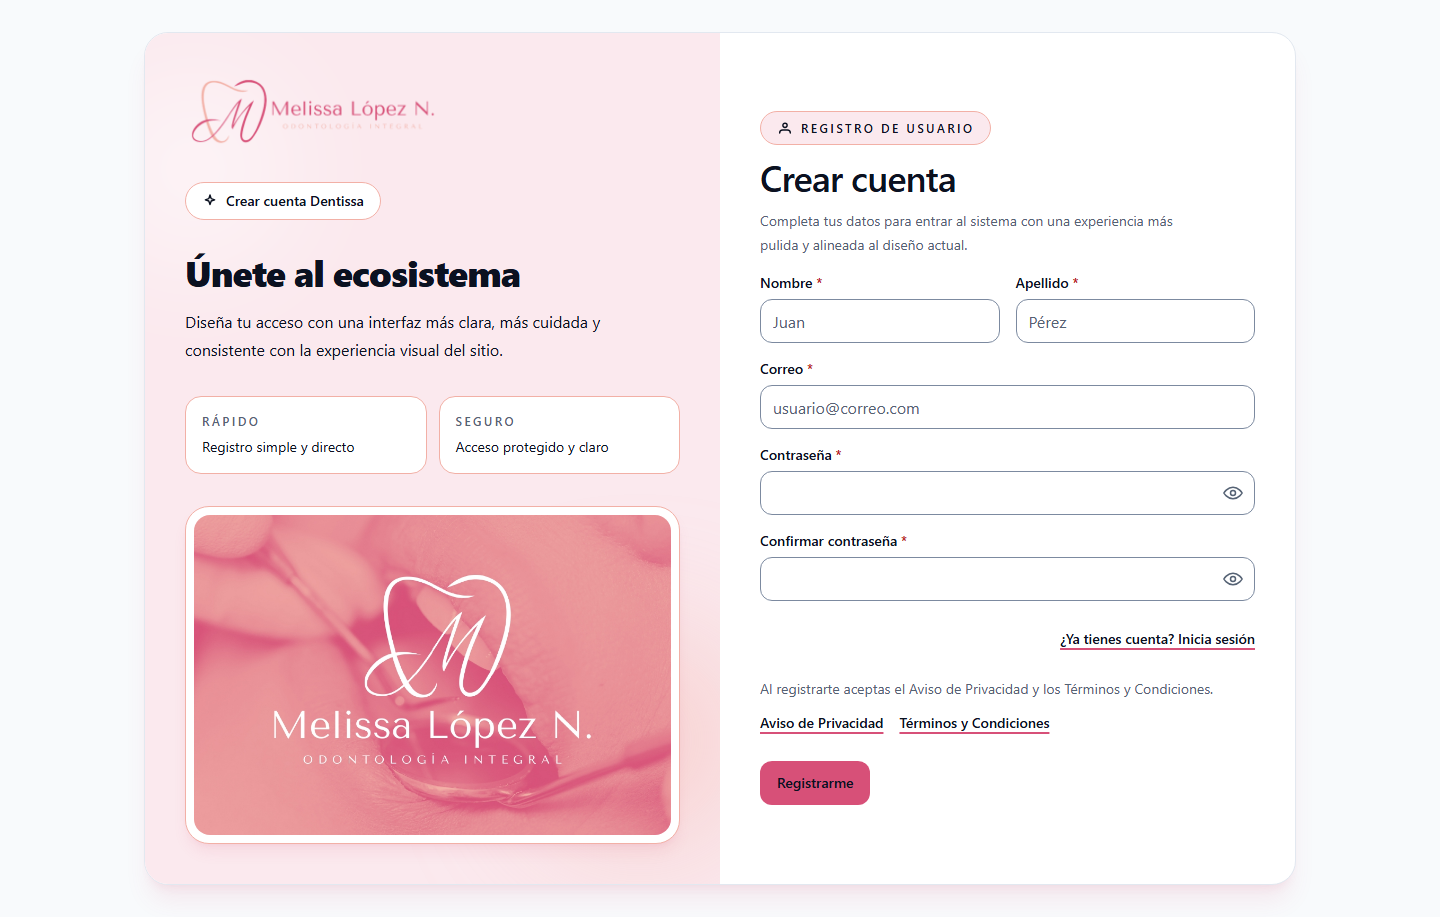 Melissa López N.
ODONTOLOGÍA INTEGRAL
Crear cuenta Dentissa
Únete al ecosistema
Diseña tu acceso con una interfaz más clara, más cuidada y
consistente con la experiencia visual del sitio.
RÁPIDO
Registro simple y directo
SEGURO
Acceso protegido y claro
Melissa López N.
ODONTOLOGÍA INTEGRAL
REGISTRO DE USUARIO
Crear cuenta
Completa tus datos para entrar al sistema con una experiencia más
pulida y alineada al diseño actual.
Nombre *
Juan
Apellido *
Pérez
Correo *
usuario@correo.com
Contraseña *
Confirmar contraseña *
¿Ya tienes cuenta? Inicia sesión
Al registrarte aceptas el Aviso de Privacidad y los Términos y Condiciones.
Aviso de Privacidad
Términos y Condiciones
Registrarme